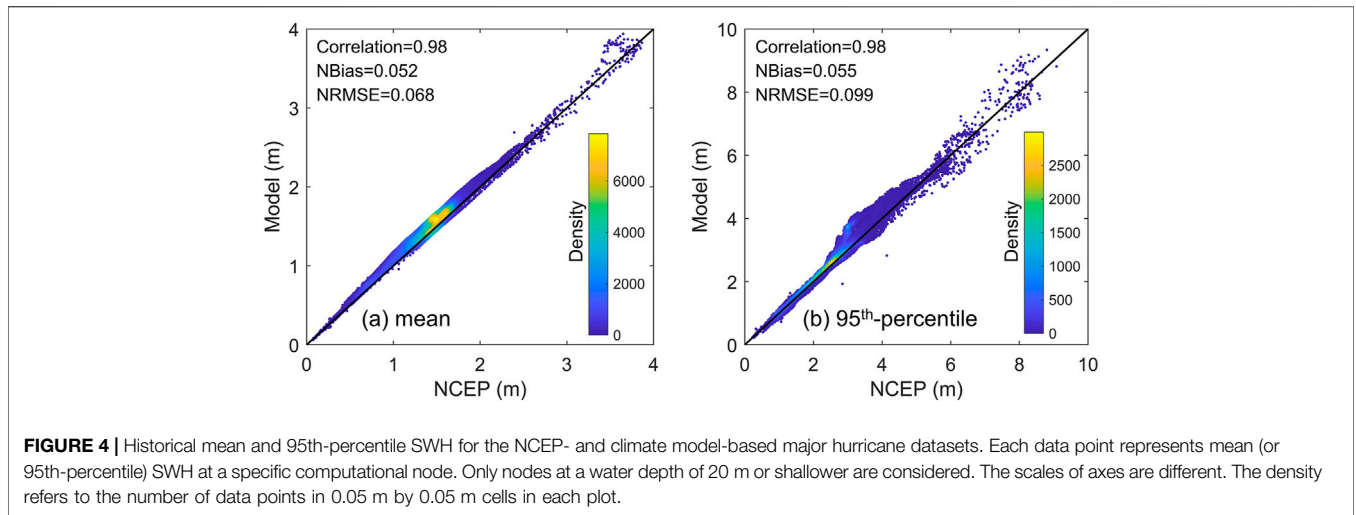 Correlation=0.98
NBias=0.052
NRMSE=0.068
4
3
2
1
0
Model (m)
6000
4000
2000
0
Density
(a) mean
0 1 2 3 4
NCEP (m)
Correlation=0.98
NBias=0.055
NRMSE=0.099
10
8
6
4
2
0
Model (m)
2500
2000
1500
1000
500
0
Density
(b) 95th-percentile
0 2 4 6 8 10
NCEP (m)
FIGURE 4 | Historical mean and 95th-percentile SWH for the NCEP- and climate model-based major hurricane datasets. Each data point represents mean (or
95th-percentile) SWH at a specific computational node. Only nodes at a water depth of 20 m or shallower are considered. The scales of axes are different. The density
refers to the number of data points in 0.05 m by 0.05 m cells in each plot.